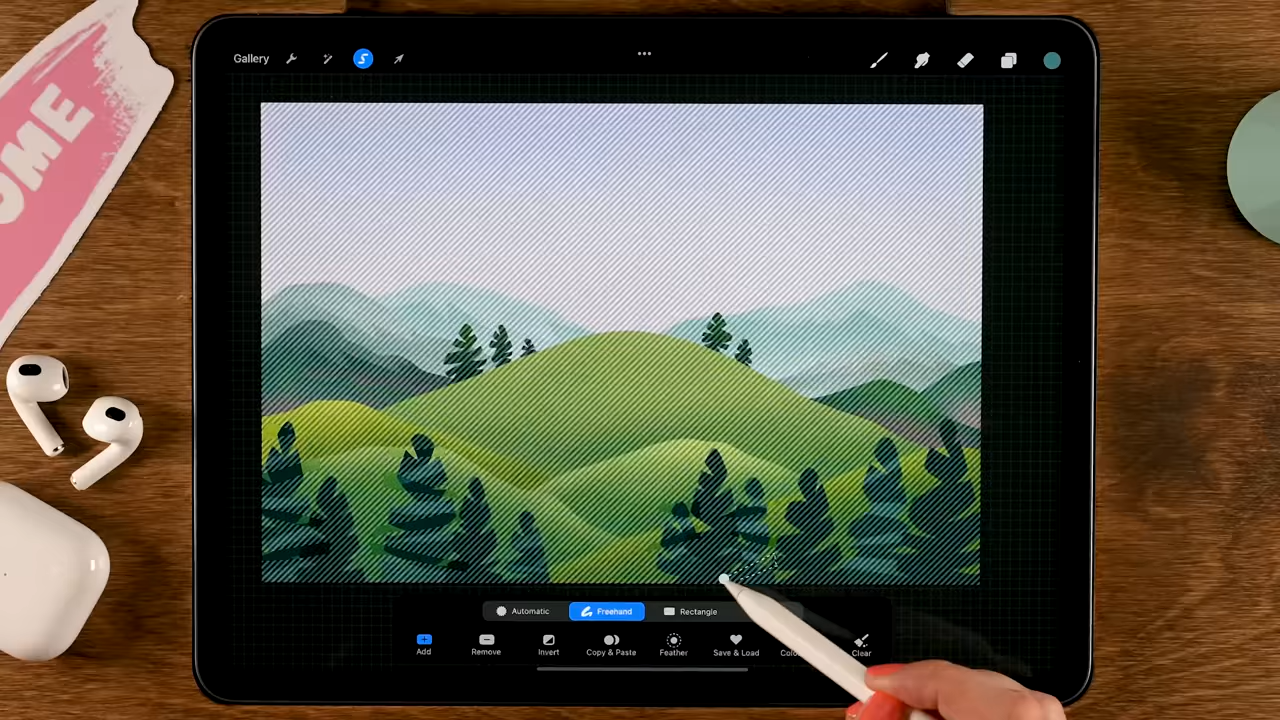 OME
Gallery
Automatic
Freehand
Rectangle
Add
Remove
Invert
Copy & Paste
Feather
Save & Load
Clear